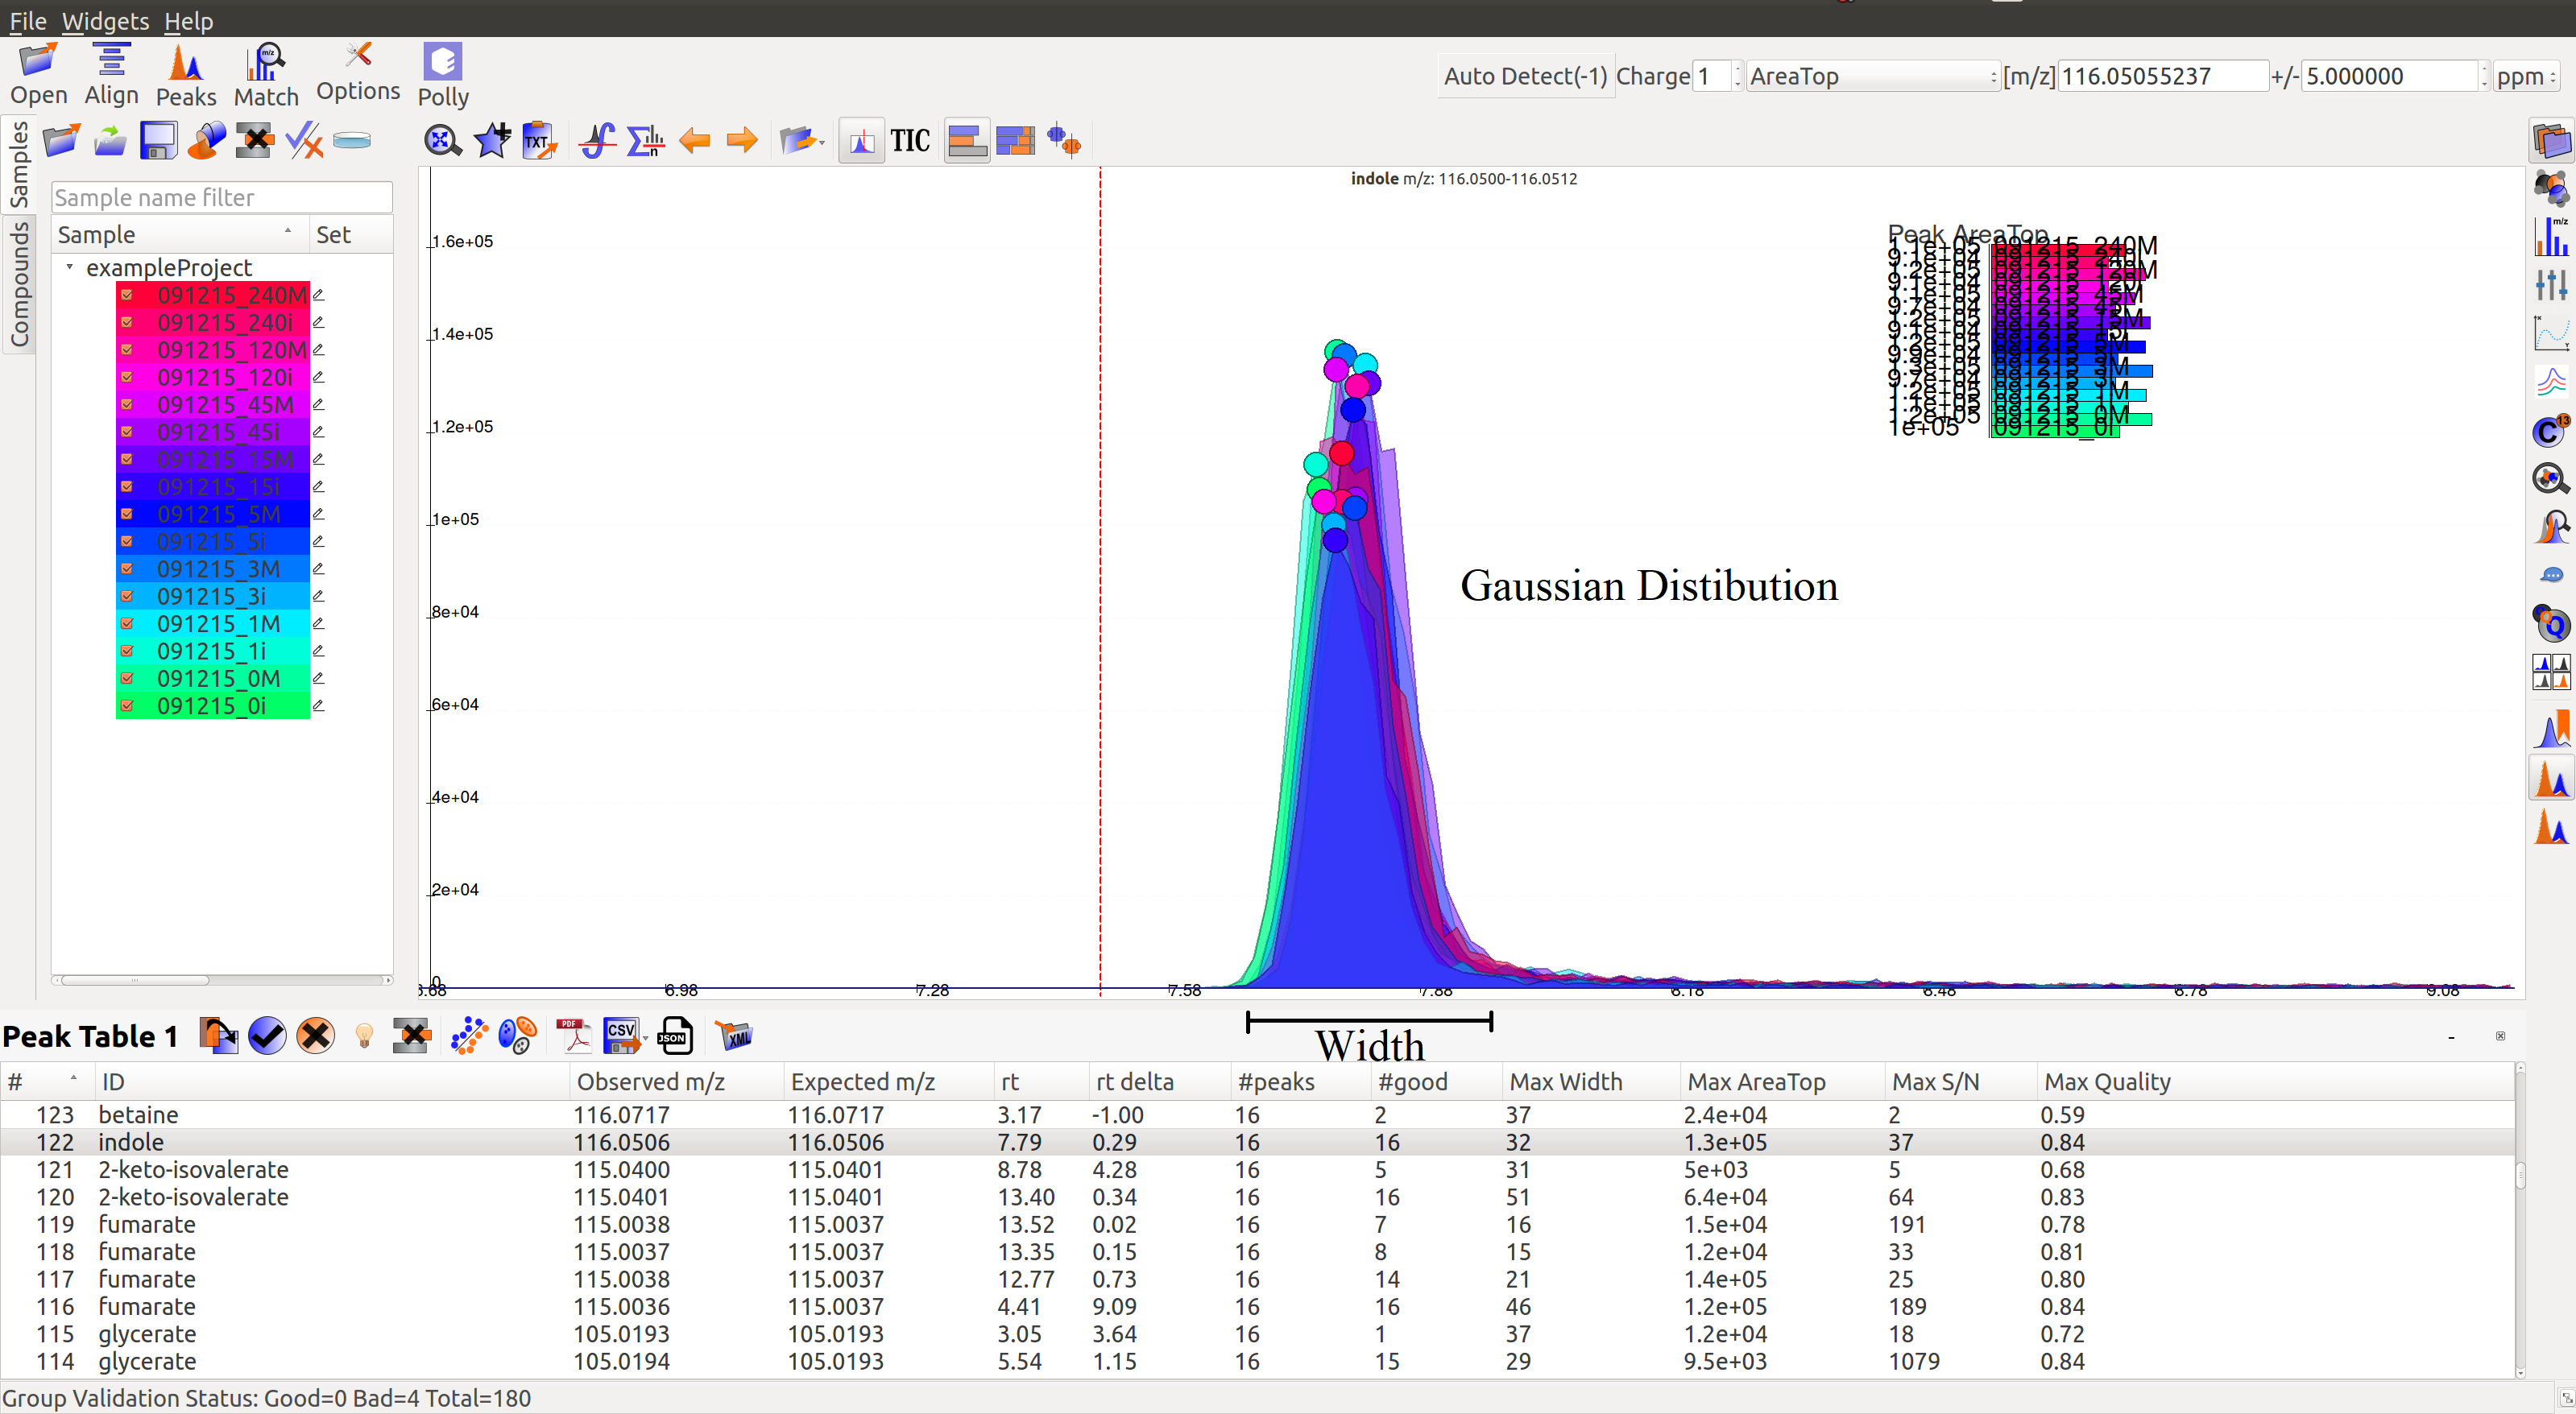 File Widgets Help
Open Align Peaks Match Options Polly
Auto Detect(-1) Charge 1 AreaTop [m/z] 116.05055237 +/- 5.000000 ppm
TXT TIC
Samples
Compounds
Sample name filter
Sample Set
exampleProject
091215_240M
091215_240i
091215_120M
091215_120i
091215_45M
091215_45i
091215_15M
091215_15i
091215_5M
091215_5i
091215_3M
091215_3i
091215_1M
091215_1i
091215_0M
091215_0i
indole m/z: 116.0500-116.0512
1.6e+05
1.4e+05
1.2e+05
1e+05
8e+04
6e+04
4e+04
2e+04
0
7.28 7.58 7.88
Peak AreaTop
1e+05 091215_0i
Gaussian Distibution
Width
Peak Table 1 PDF CSV JSON XML
# ID Observed m/z Expected m/z rt rt delta #peaks #good Max Width Max AreaTop Max S/N Max Quality
123 betaine 116.0717 116.0717 3.17 -1.00 16 2 37 2.4e+04 2 0.59
122 indole 116.0506 116.0506 7.79 0.29 16 16 32 1.3e+05 37 0.84
121 2-keto-isovalerate 115.0400 115.0401 8.78 4.28 16 5 31 5e+03 5 0.68
120 2-keto-isovalerate 115.0401 115.0401 13.40 0.34 16 16 51 6.4e+04 64 0.83
119 fumarate 115.0038 115.0037 13.52 0.02 16 7 16 1.5e+04 191 0.78
118 fumarate 115.0037 115.0037 13.35 0.15 16 8 15 1.2e+04 33 0.81
117 fumarate 115.0038 115.0037 12.77 0.73 16 14 21 1.4e+05 25 0.80
116 fumarate 115.0036 115.0037 4.41 9.09 16 16 46 1.2e+05 189 0.84
115 glycerate 105.0193 105.0193 3.05 3.64 16 1 37 1.2e+04 18 0.72
114 glycerate 105.0194 105.0193 5.54 1.15 16 15 29 9.5e+03 1079 0.84
Group Validation Status: Good=0 Bad=4 Total=180